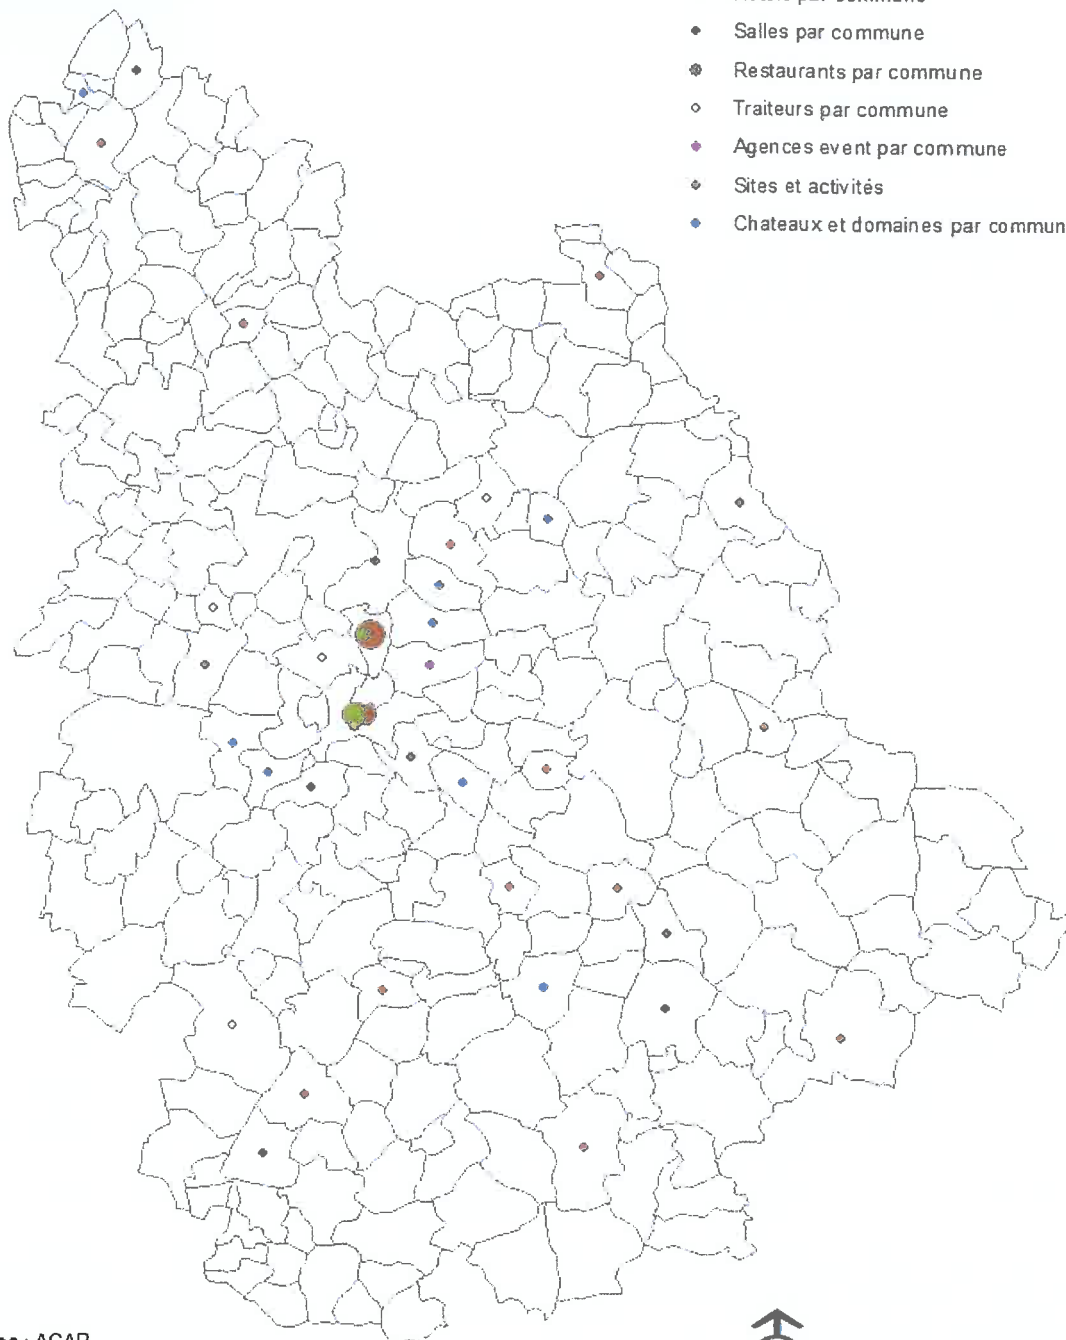 Salles par commune
Restaurants par commune
Traiteurs par commune
Agences event par commune
Sites et activités
Chateaux et domaines par commun
: ACAR